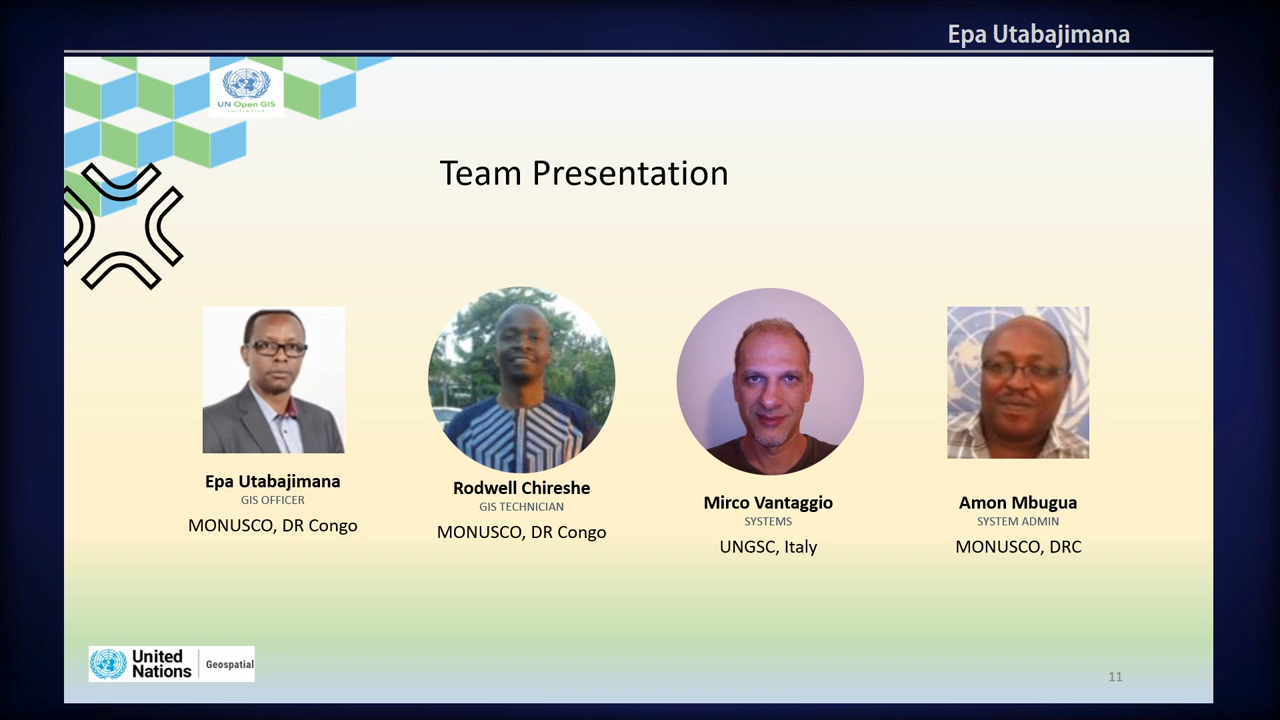 Epa Utabajimana
UN Open GIS
INITIATIVE
Team Presentation
Epa Utabajimana
GIS OFFICER
MONUSCO, DR Congo
Rodwell Chireshe
GIS TECHNICIAN
MONUSCO, DR Congo
Mirco Vantaggio
SYSTEMS
UNGSC, Italy
Amon Mbugua
SYSTEM ADMIN
MONUSCO, DRC
United
Nations
Geospatial
11